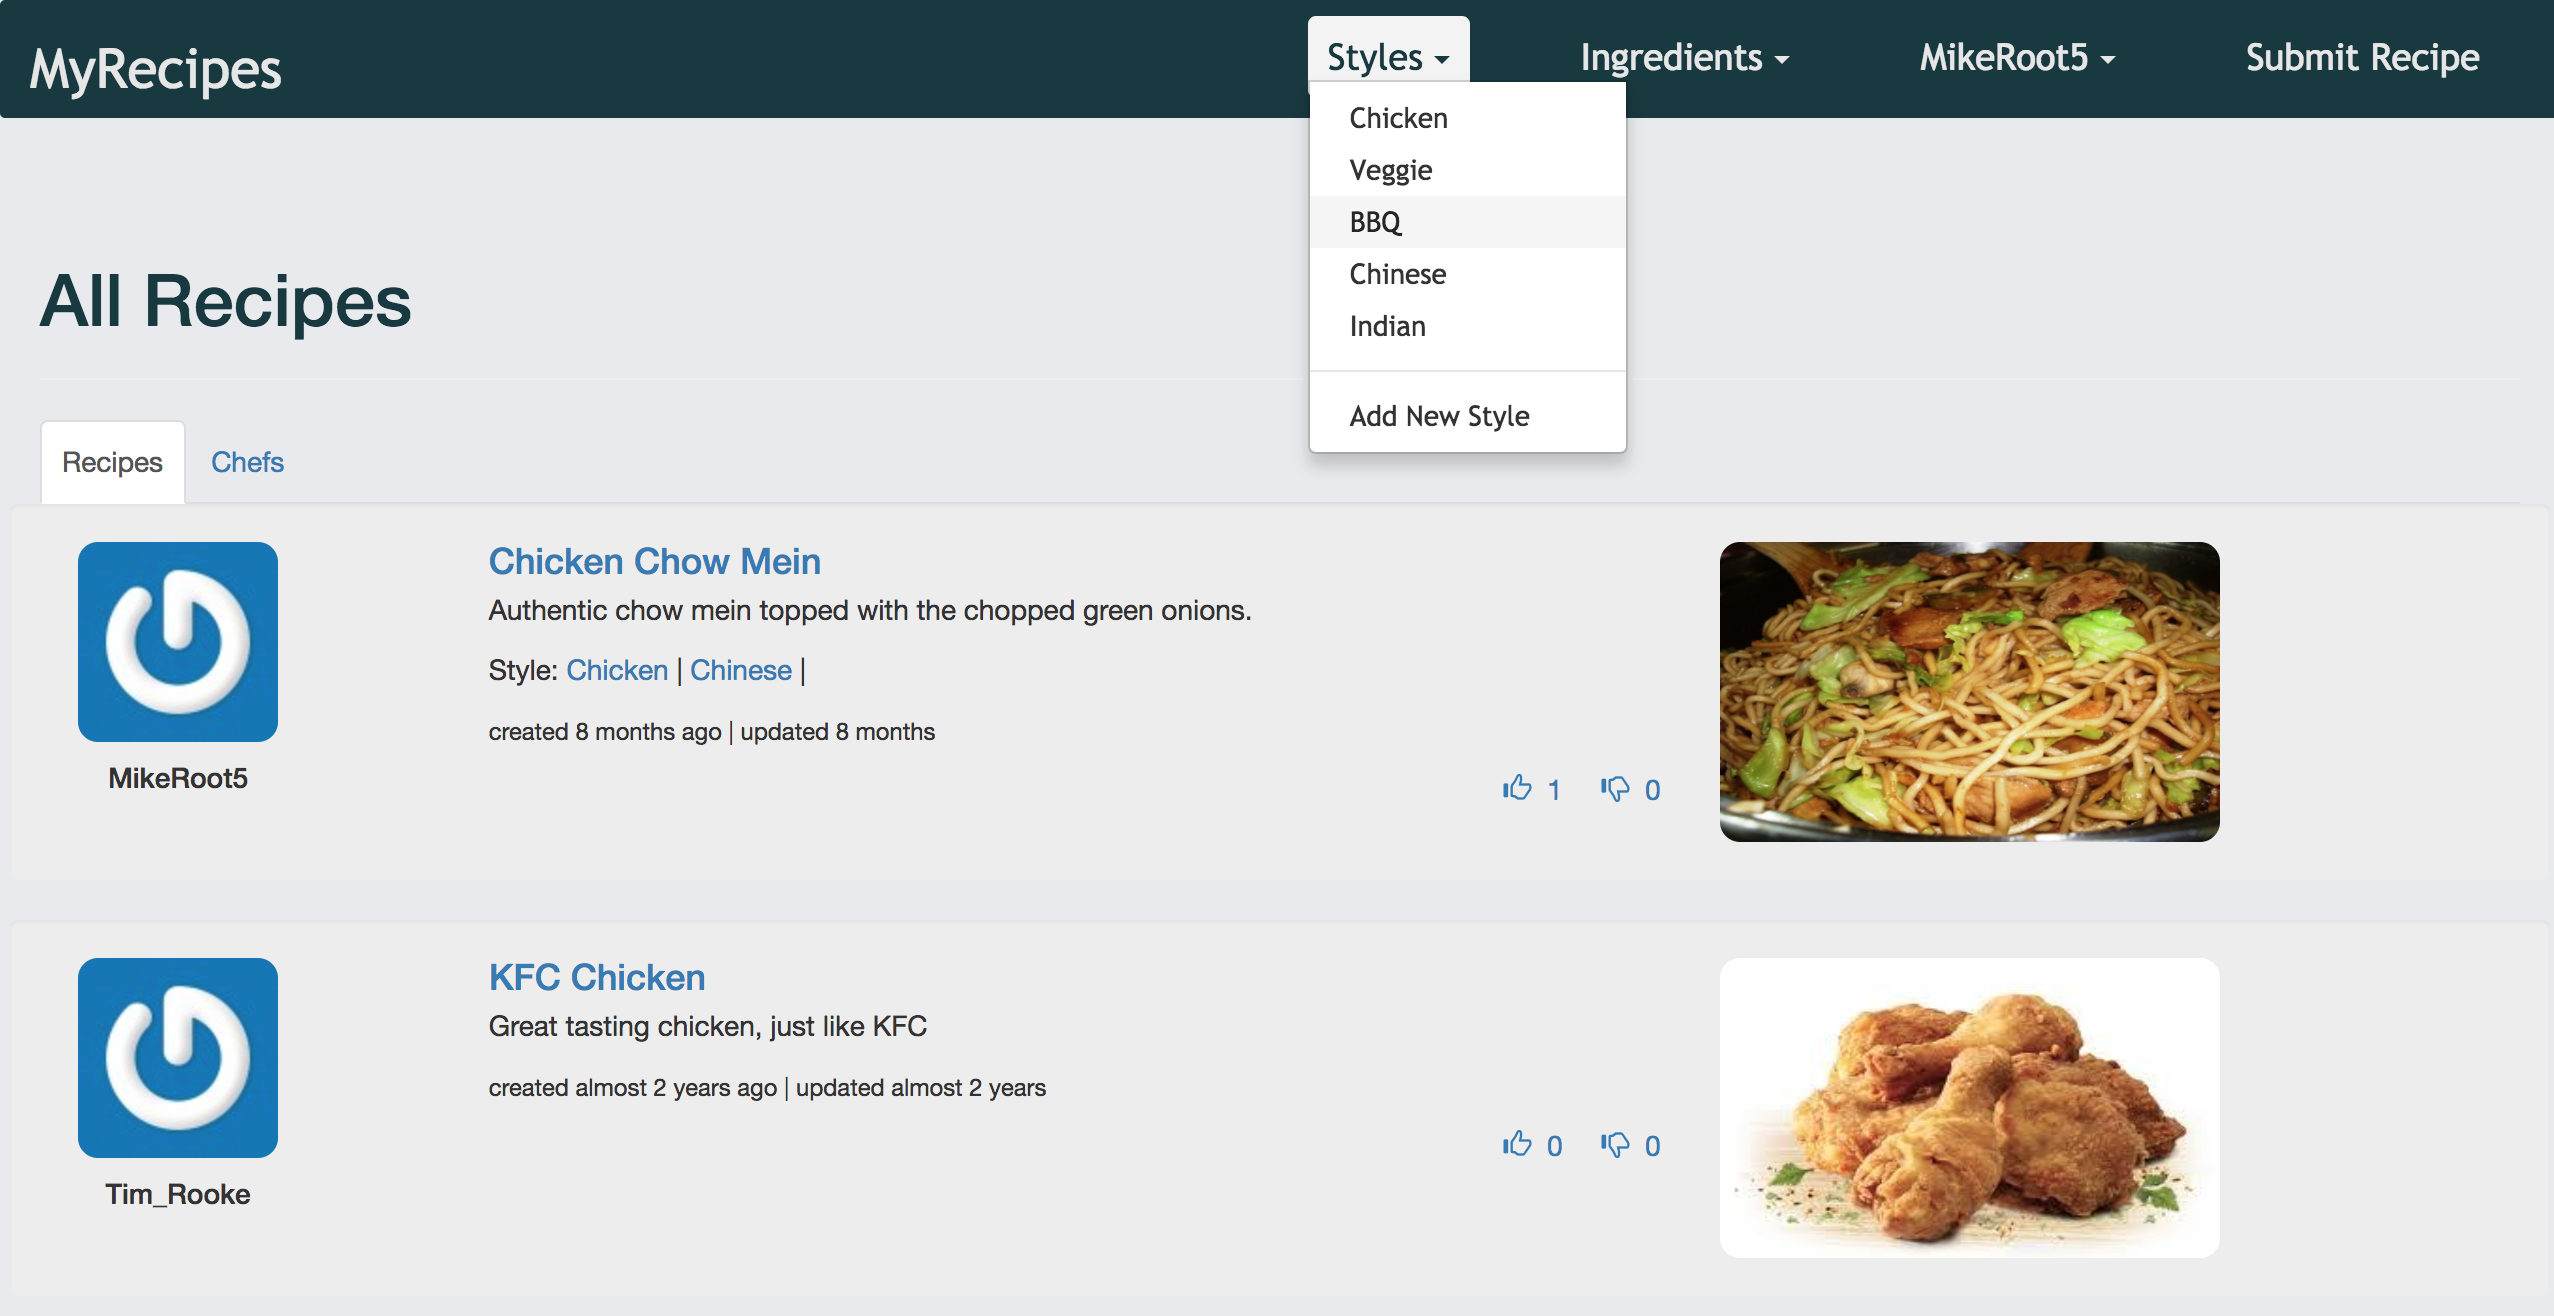 MyRecipes
Styles
Ingredients
MikeRoot5
Submit Recipe
Chicken
Veggie
BBQ
Chinese
Indian
Add New Style
All Recipes
Recipes
Chefs
Chicken Chow Mein
Authentic chow mein topped with the chopped green onions.
Style: Chicken | Chinese |
created 8 months ago | updated 8 months
MikeRoot5
1
0
KFC Chicken
Great tasting chicken, just like KFC
created almost 2 years ago | updated almost 2 years
0
0
Tim_Rooke